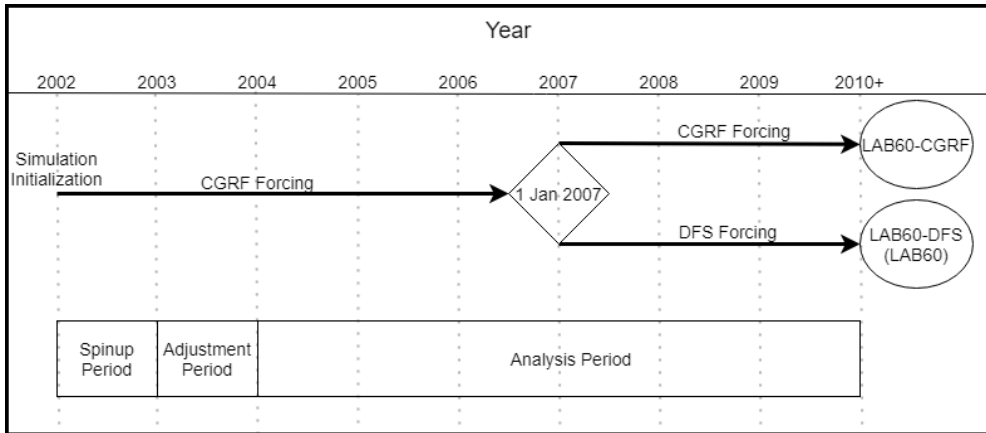 Year
2002 2003 2004 2005 2006 2007 2008 2009 2010+
CGRF Forcing
LAB60-CGRF
Simulation
Initialization
CGRF Forcing
1 Jan 2007
DFS Forcing
LAB60-DFS
(LAB60)
Spinup
Period
Adjustment
Period
Analysis Period